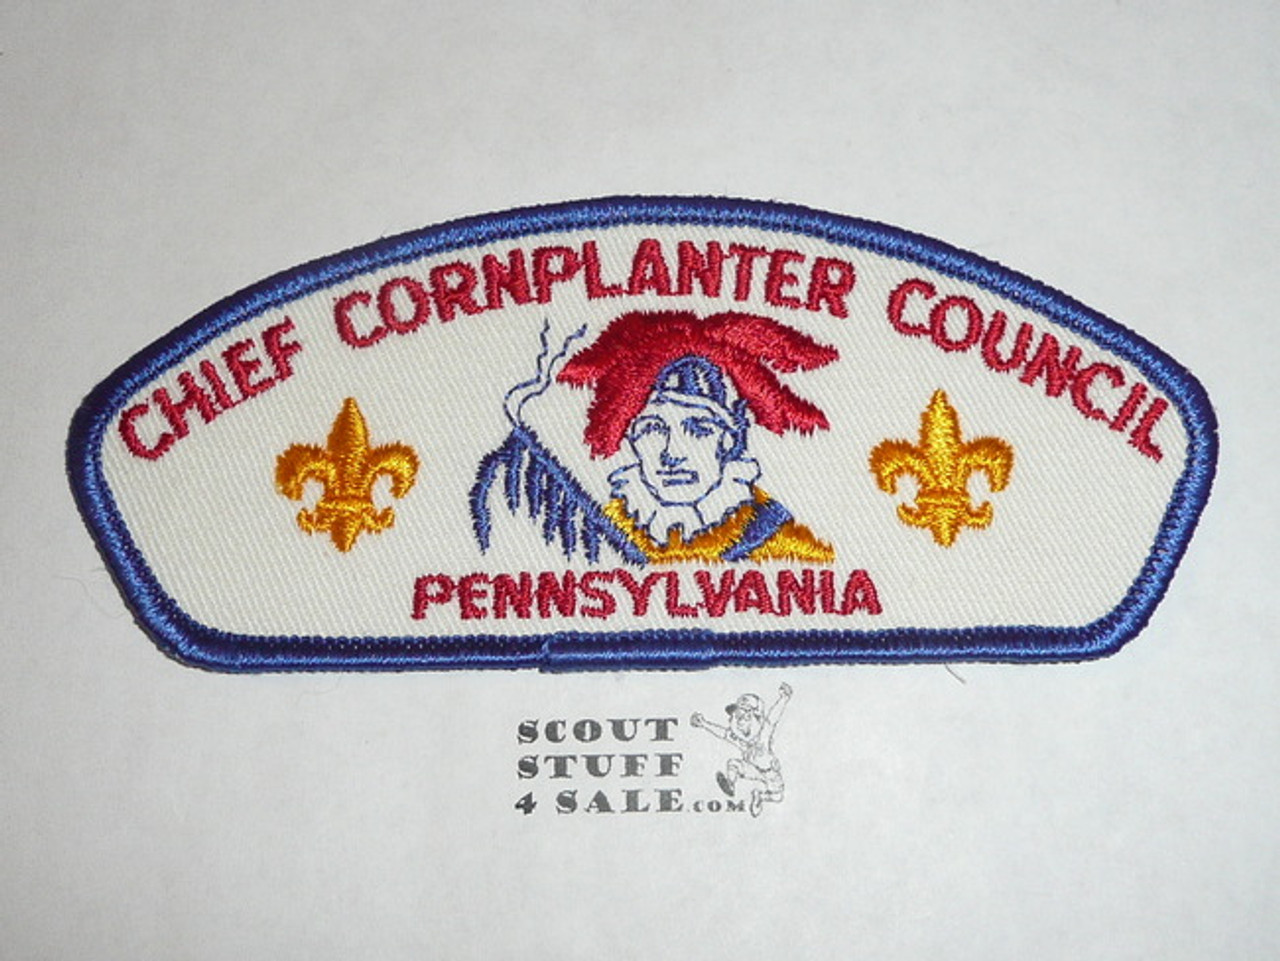 CHIEF CORNPLANTER COUNCIL
PENNSYLVANIA
SCOUT
STUFF
4 SALE.COM